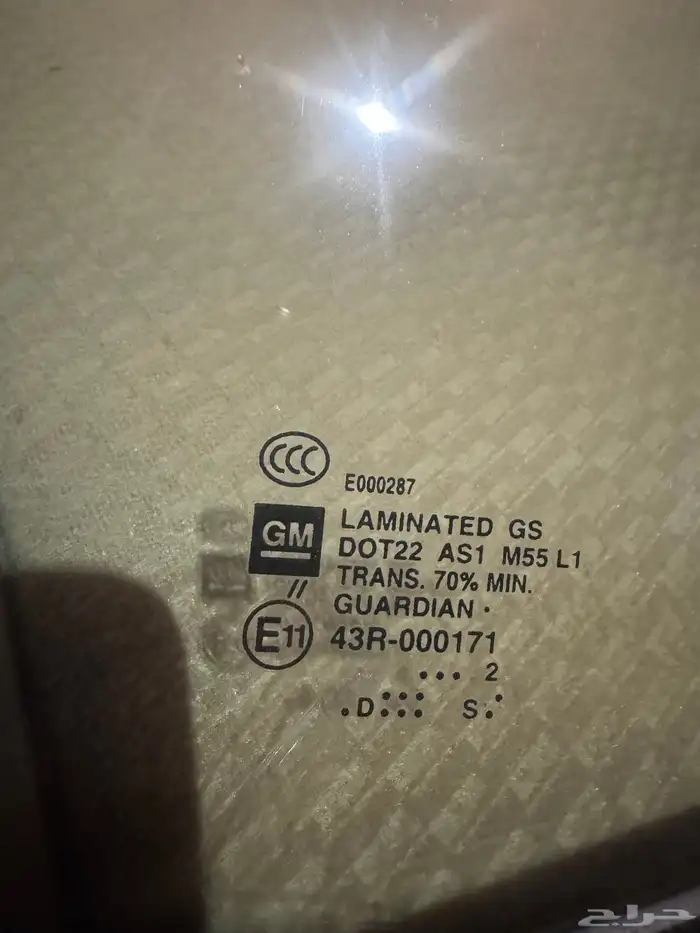 CCC
E000287
GM
LAMINATED GS
DOT22 AS1 M55 L1
TRANS. 70% MIN.
//
GUARDIAN ·
E11 43R-000171
... 2
.D::: S:·
حراج